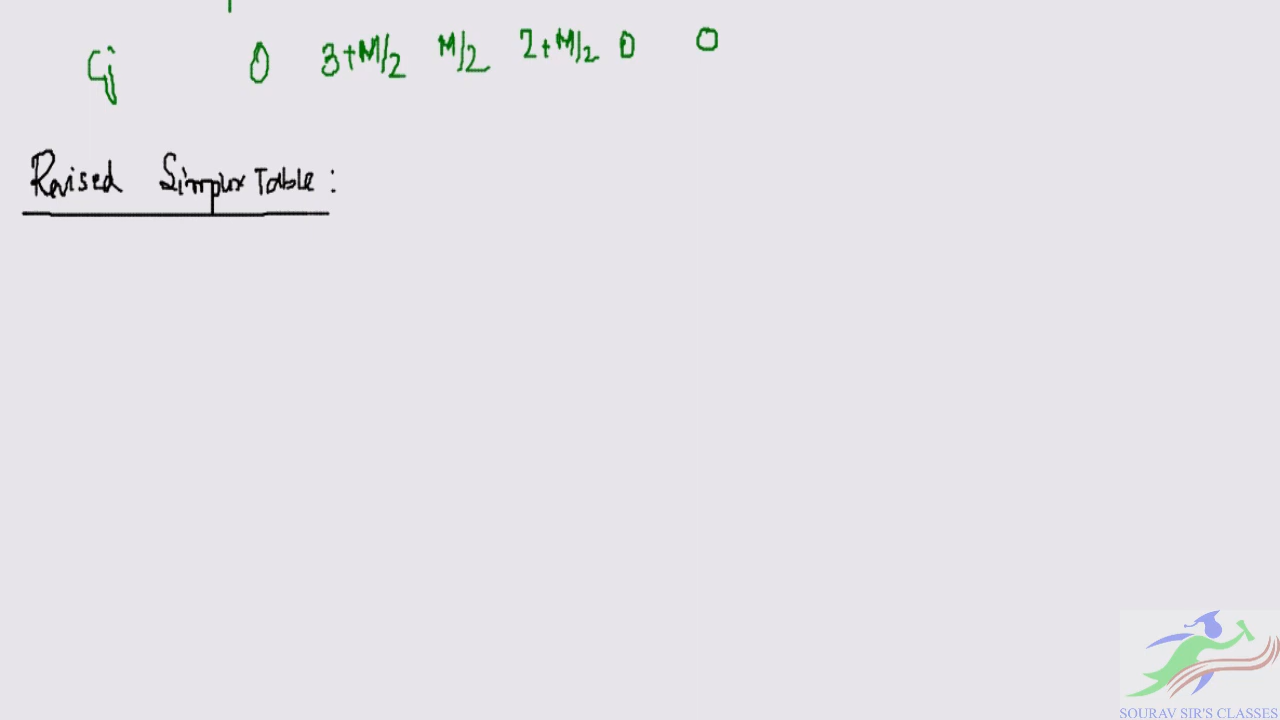 Cj 0 3+M/2 M/2 2+M/2 0 0
Revised Simplex Table:
SOURAV SIR'S CLASSES